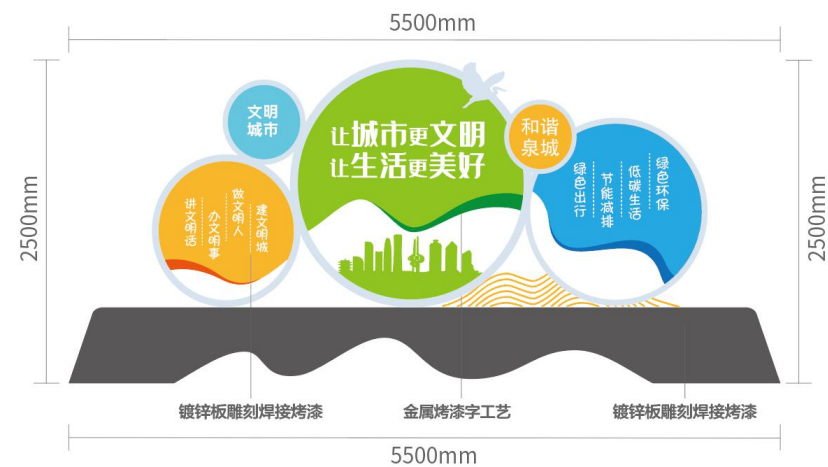 5500mm
2500mm
2500mm
文明
城市
让城市更文明
让生活更美好
和谐
泉城
建文明城
做文明人
办文明事
讲文明话
绿色环保
低碳生活
节能减排
绿色出行
镀锌板雕刻焊接烤漆
金属烤漆字工艺
镀锌板雕刻焊接烤漆
5500mm